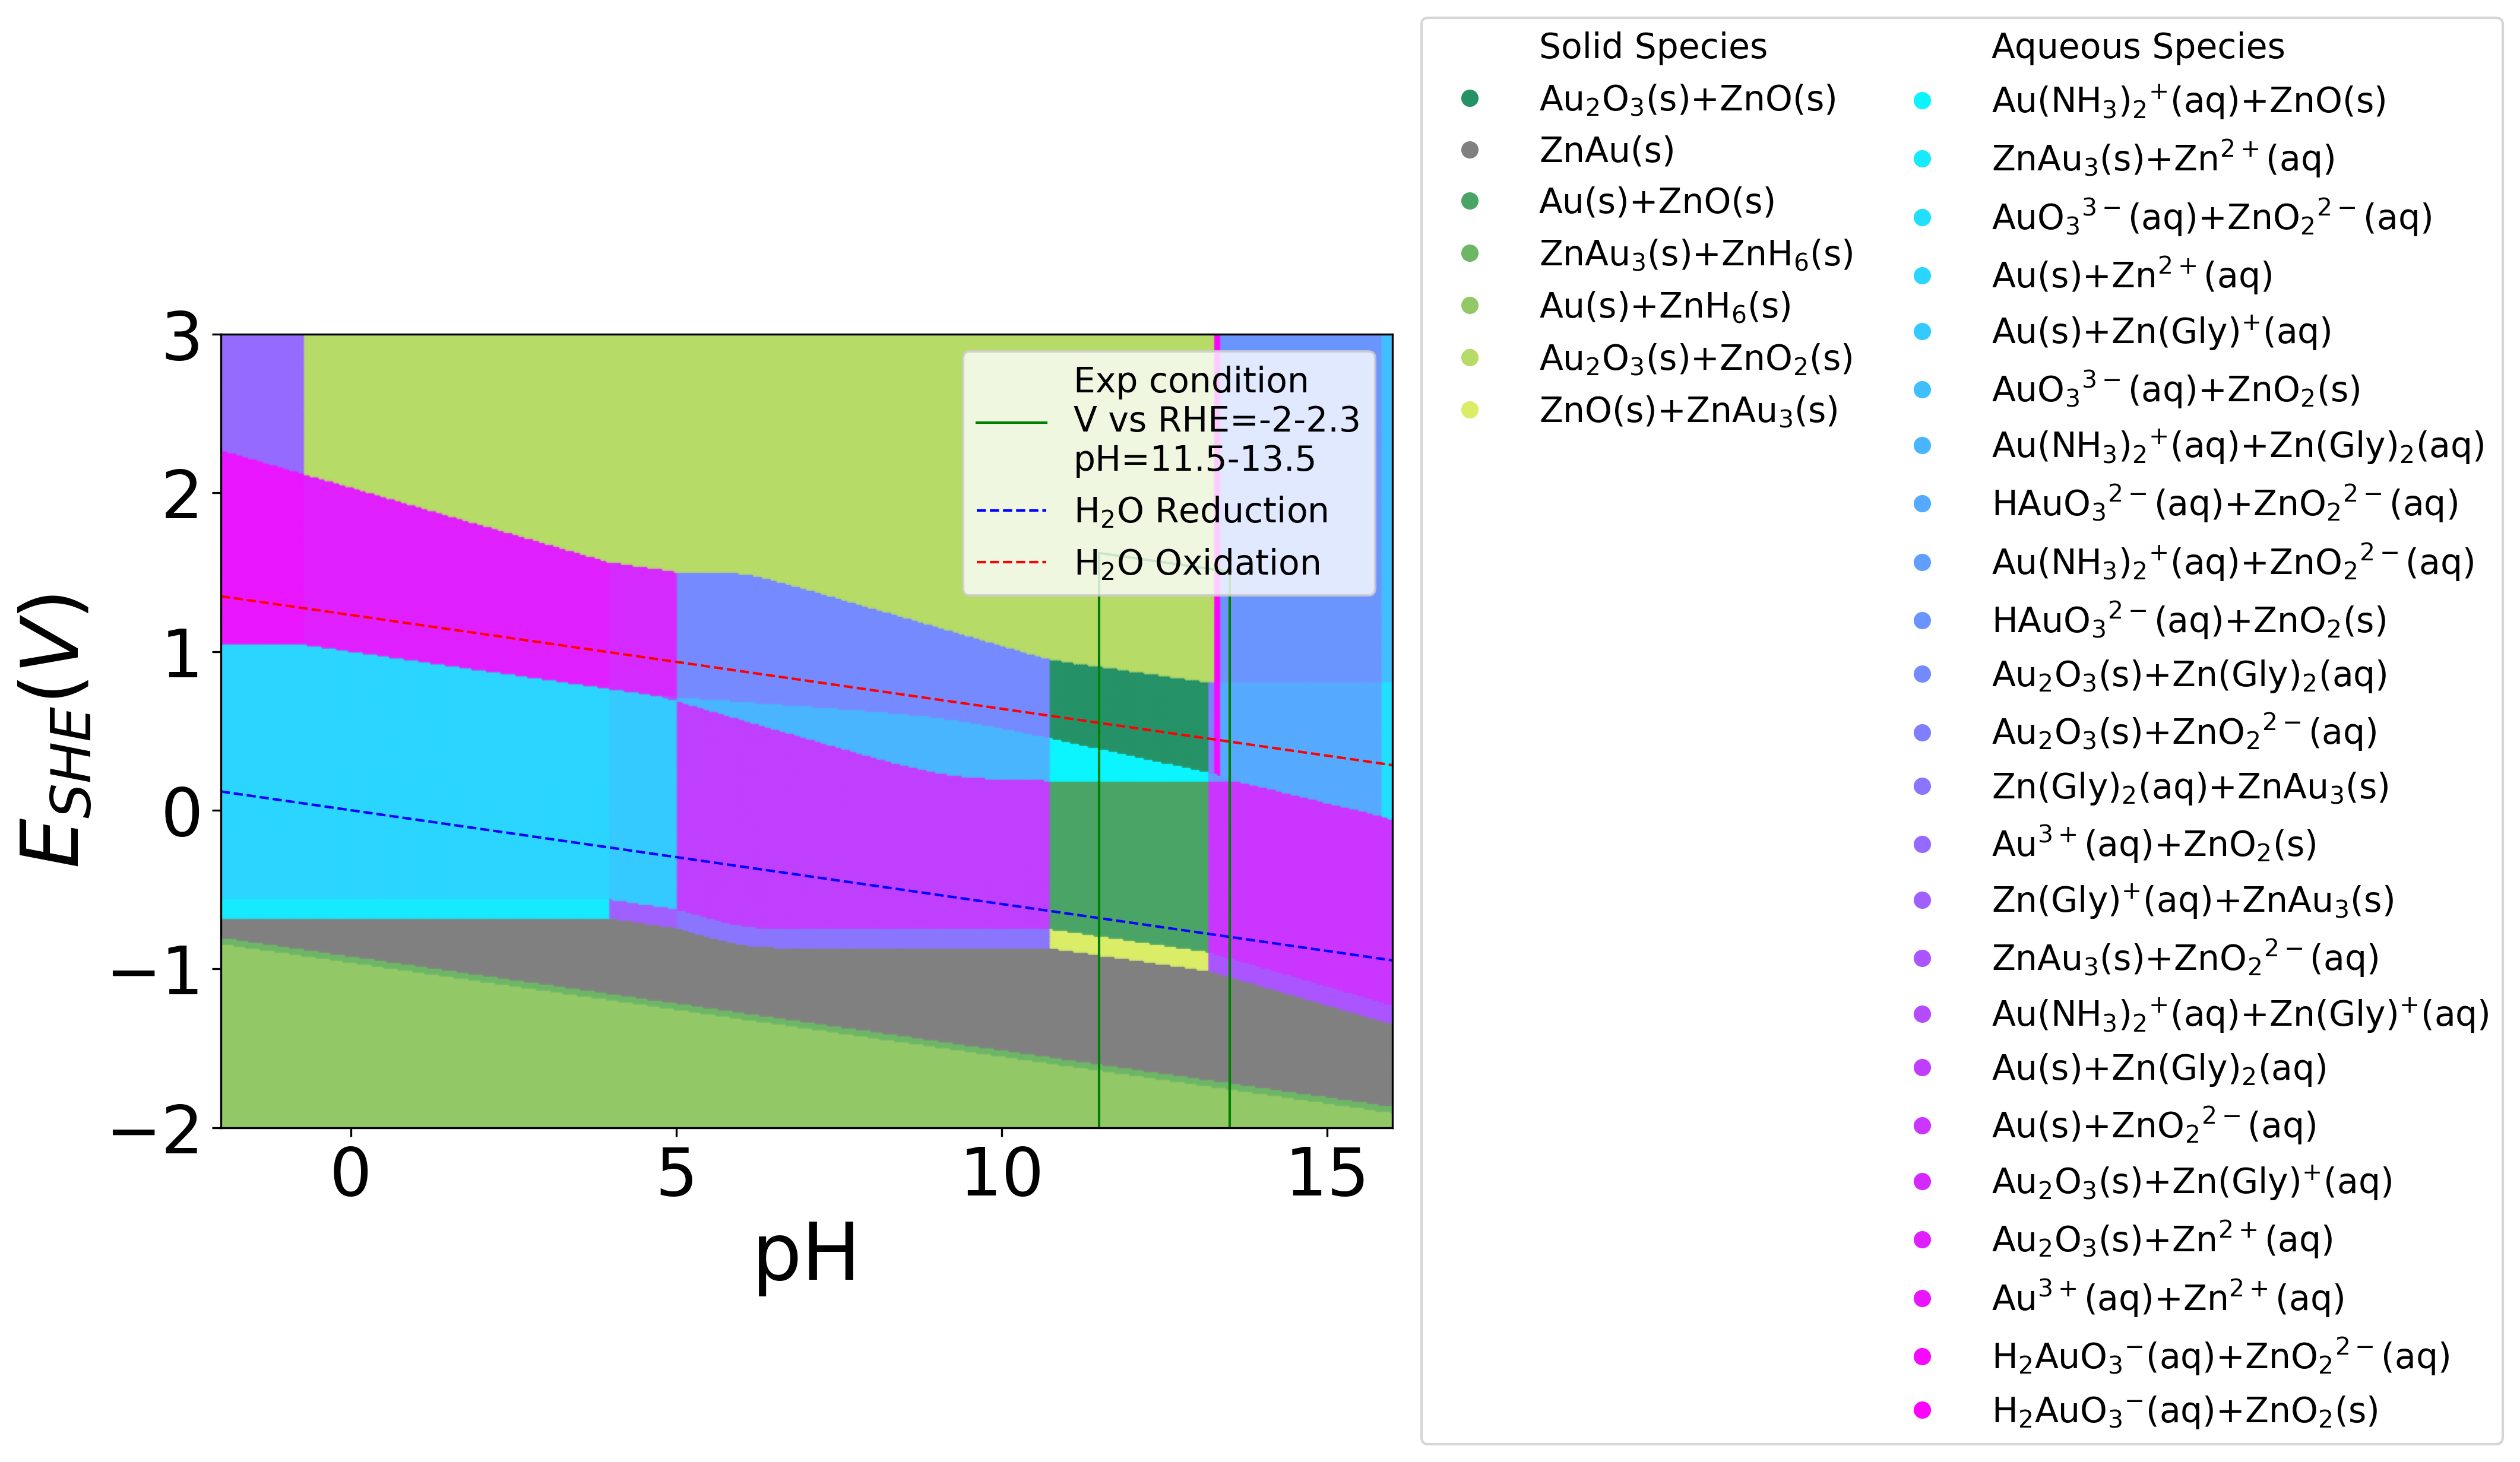 Solid Species
Au₂O₃(s)+ZnO(s)
ZnAu(s)
Au(s)+ZnO(s)
ZnAu₃(s)+ZnH₆(s)
Au(s)+ZnH₆(s)
Au₂O₃(s)+ZnO₂(s)
ZnO(s)+ZnAu₃(s)
Aqueous Species
Au(NH₃)₂⁺(aq)+ZnO(s)
ZnAu₃(s)+Zn²⁺(aq)
AuO₃³⁻(aq)+ZnO₂²⁻(aq)
Au(s)+Zn²⁺(aq)
Au(s)+Zn(Gly)⁺(aq)
AuO₃³⁻(aq)+ZnO₂(s)
Au(NH₃)₂⁺(aq)+Zn(Gly)₂(aq)
HAuO₃²⁻(aq)+ZnO₂²⁻(aq)
Au(NH₃)₂⁺(aq)+ZnO₂²⁻(aq)
HAuO₃²⁻(aq)+ZnO₂(s)
Au₂O₃(s)+Zn(Gly)₂(aq)
Au₂O₃(s)+ZnO₂²⁻(aq)
Zn(Gly)₂(aq)+ZnAu₃(s)
Au³⁺(aq)+ZnO₂(s)
Zn(Gly)⁺(aq)+ZnAu₃(s)
ZnAu₃(s)+ZnO₂²⁻(aq)
Au(NH₃)₂⁺(aq)+Zn(Gly)⁺(aq)
Au(s)+Zn(Gly)₂(aq)
Au(s)+ZnO₂²⁻(aq)
Au₂O₃(s)+Zn(Gly)⁺(aq)
Au₂O₃(s)+Zn²⁺(aq)
Au³⁺(aq)+Zn²⁺(aq)
H₂AuO₃⁻(aq)+ZnO₂²⁻(aq)
H₂AuO₃⁻(aq)+ZnO₂(s)
Exp condition
V vs RHE=-2-2.3
pH=11.5-13.5
H₂O Reduction
H₂O Oxidation
E_SHE(V)
3
2
1
0
−1
−2
0
5
10
15
pH